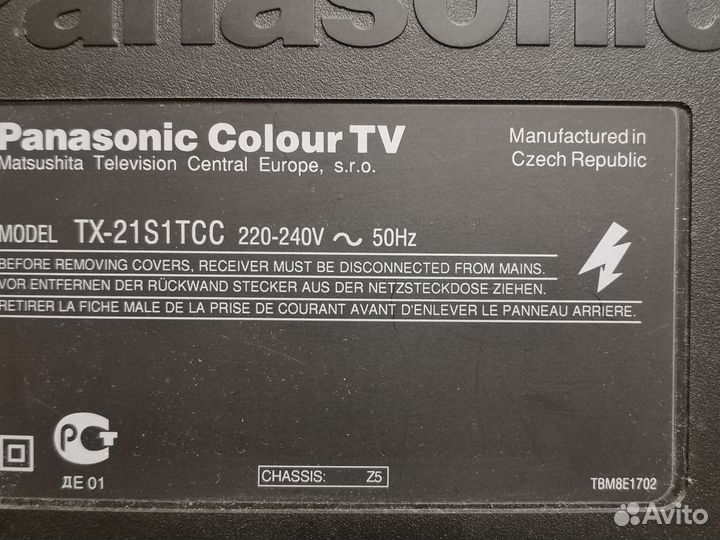 Panasonic
Panasonic Colour TV
Matsushita Television Central Europe, s.r.o.
Manufactured in
Czech Republic
MODEL TX-21S1TCC 220-240V ~ 50Hz
BEFORE REMOVING COVERS, RECEIVER MUST BE DISCONNECTED FROM MAINS.
VOR ENTFERNEN DER RÜCKWAND STECKER AUS DER NETZSTECKDOSE ZIEHEN.
RETIRER LA FICHE MALE DE LA PRISE DE COURANT AVANT D'ENLEVER LE PANNEAU ARRIERE.
РСТ
ДЕ 01
CHASSIS: Z5
TBM8E1702
Avito